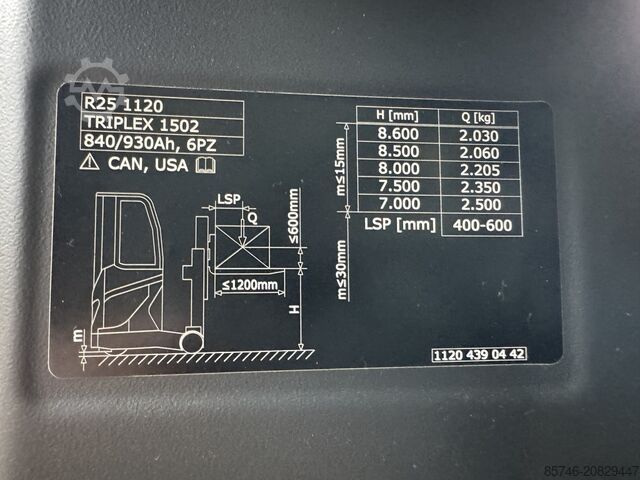 R25 1120
TRIPLEX 1502
840/930Ah, 6PZ
⚠ CAN, USA
H [mm] Q [kg]
8.600 2.030
8.500 2.060
8.000 2.205
7.500 2.350
7.000 2.500
LSP [mm] 400-600
m≤15mm
m≤30mm
LSP
Q
≤600mm
≤1200mm
H
m
1120 439 04 42
85746-20829447